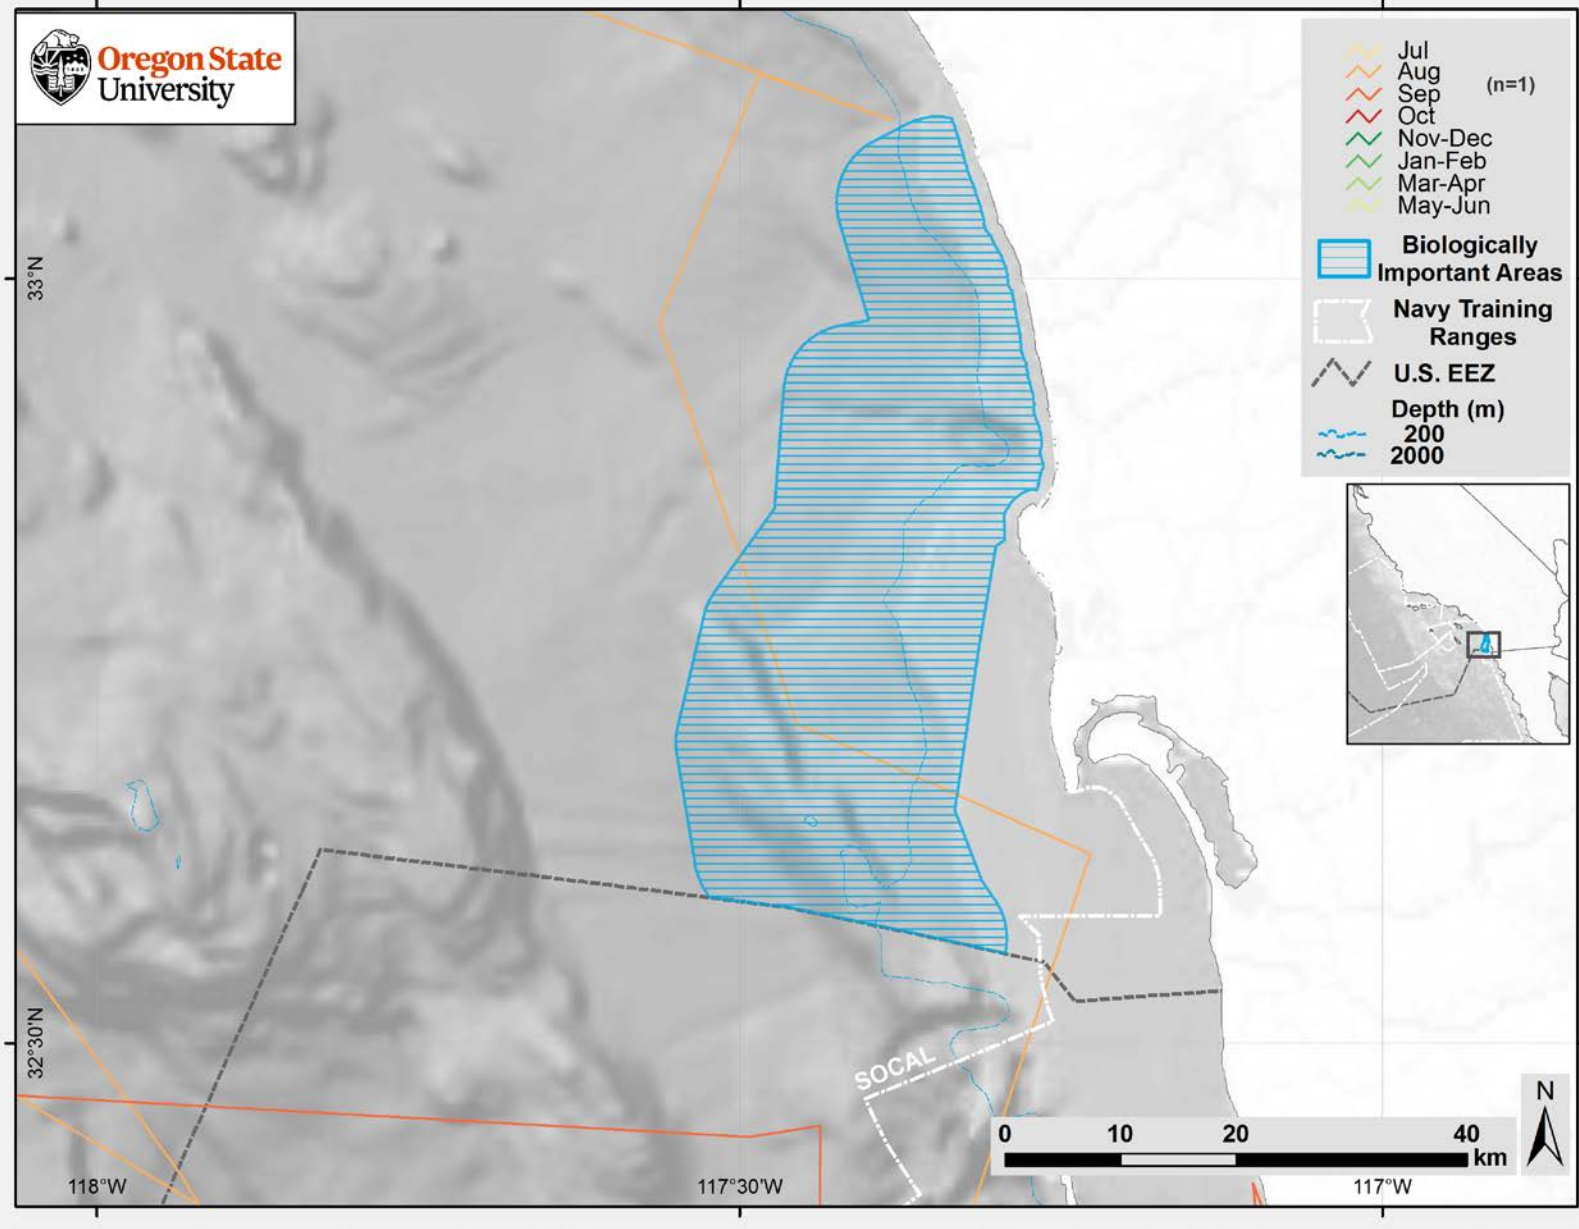 Oregon State
University
Jul
Aug
Sep
(n=1)
Oct
Nov-Dec
Jan-Feb
Mar-Apr
May-Jun
Biologically
Important Areas
Navy Training
Ranges
U.S. EEZ
Depth (m)
200
2000
33°N
32°30'N
SOCAL
N
0 10 20 40
km
118°W
117°30'W
117°W